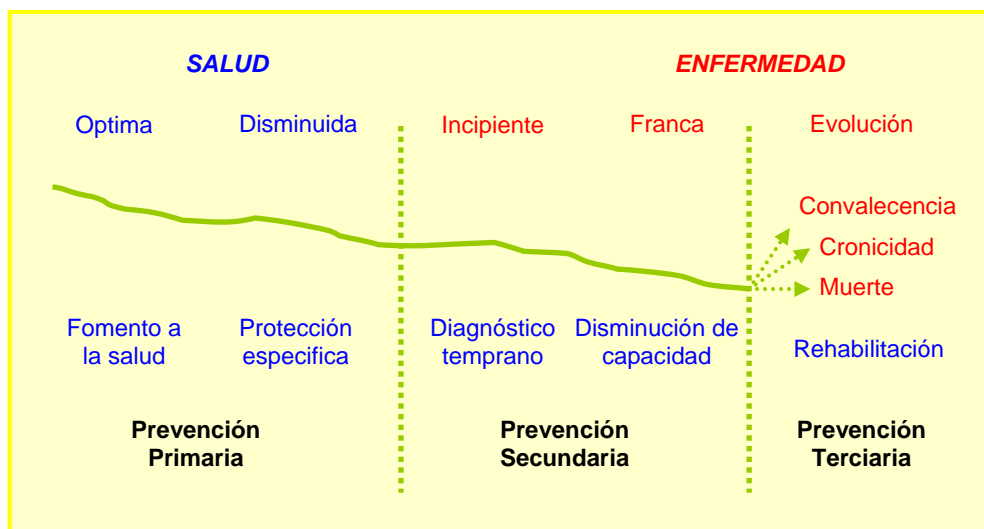 SALUD
ENFERMEDAD
Optima
Disminuida
Incipiente
Franca
Evolución
Convalecencia
Cronicidad
Muerte
Fomento a
la salud
Protección
especifica
Diagnóstico
temprano
Disminución de
capacidad
Rehabilitación
Prevención
Primaria
Prevención
Secundaria
Prevención
Terciaria